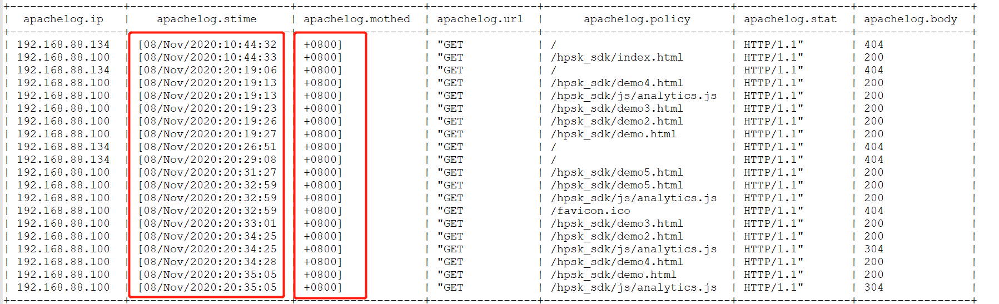 +------------------+-------------------------+--------------------+-----------------+-----------------------------+------------------+------------------+
| apachelog.ip | apachelog.stime | apachelog.mothed | apachelog.url | apachelog.policy | apachelog.stat | apachelog.body |
+------------------+-------------------------+--------------------+-----------------+-----------------------------+------------------+------------------+
| 192.168.88.134 | [08/Nov/2020:10:44:32 | +0800] | "GET | / | HTTP/1.1" | 404 |
| 192.168.88.100 | [08/Nov/2020:10:44:33 | +0800] | "GET | /hpsk_sdk/index.html | HTTP/1.1" | 200 |
| 192.168.88.134 | [08/Nov/2020:20:19:06 | +0800] | "GET | / | HTTP/1.1" | 404 |
| 192.168.88.100 | [08/Nov/2020:20:19:13 | +0800] | "GET | /hpsk_sdk/demo4.html | HTTP/1.1" | 200 |
| 192.168.88.100 | [08/Nov/2020:20:19:13 | +0800] | "GET | /hpsk_sdk/js/analytics.js | HTTP/1.1" | 200 |
| 192.168.88.100 | [08/Nov/2020:20:19:23 | +0800] | "GET | /hpsk_sdk/demo3.html | HTTP/1.1" | 200 |
| 192.168.88.100 | [08/Nov/2020:20:19:26 | +0800] | "GET | /hpsk_sdk/demo2.html | HTTP/1.1" | 200 |
| 192.168.88.100 | [08/Nov/2020:20:19:27 | +0800] | "GET | /hpsk_sdk/demo.html | HTTP/1.1" | 200 |
| 192.168.88.134 | [08/Nov/2020:20:26:51 | +0800] | "GET | / | HTTP/1.1" | 404 |
| 192.168.88.134 | [08/Nov/2020:20:29:08 | +0800] | "GET | / | HTTP/1.1" | 404 |
| 192.168.88.100 | [08/Nov/2020:20:31:27 | +0800] | "GET | /hpsk_sdk/demo5.html | HTTP/1.1" | 200 |
| 192.168.88.100 | [08/Nov/2020:20:32:59 | +0800] | "GET | /hpsk_sdk/demo5.html | HTTP/1.1" | 200 |
| 192.168.88.100 | [08/Nov/2020:20:32:59 | +0800] | "GET | /hpsk_sdk/js/analytics.js | HTTP/1.1" | 200 |
| 192.168.88.100 | [08/Nov/2020:20:32:59 | +0800] | "GET | /favicon.ico | HTTP/1.1" | 404 |
| 192.168.88.100 | [08/Nov/2020:20:33:01 | +0800] | "GET | /hpsk_sdk/demo3.html | HTTP/1.1" | 200 |
| 192.168.88.100 | [08/Nov/2020:20:34:25 | +0800] | "GET | /hpsk_sdk/demo2.html | HTTP/1.1" | 200 |
| 192.168.88.100 | [08/Nov/2020:20:34:25 | +0800] | "GET | /hpsk_sdk/js/analytics.js | HTTP/1.1" | 304 |
| 192.168.88.100 | [08/Nov/2020:20:34:28 | +0800] | "GET | /hpsk_sdk/demo4.html | HTTP/1.1" | 200 |
| 192.168.88.100 | [08/Nov/2020:20:35:05 | +0800] | "GET | /hpsk_sdk/demo.html | HTTP/1.1" | 200 |
| 192.168.88.100 | [08/Nov/2020:20:35:05 | +0800] | "GET | /hpsk_sdk/js/analytics.js | HTTP/1.1" | 304 |
+------------------+-------------------------+--------------------+-----------------+-----------------------------+------------------+------------------+